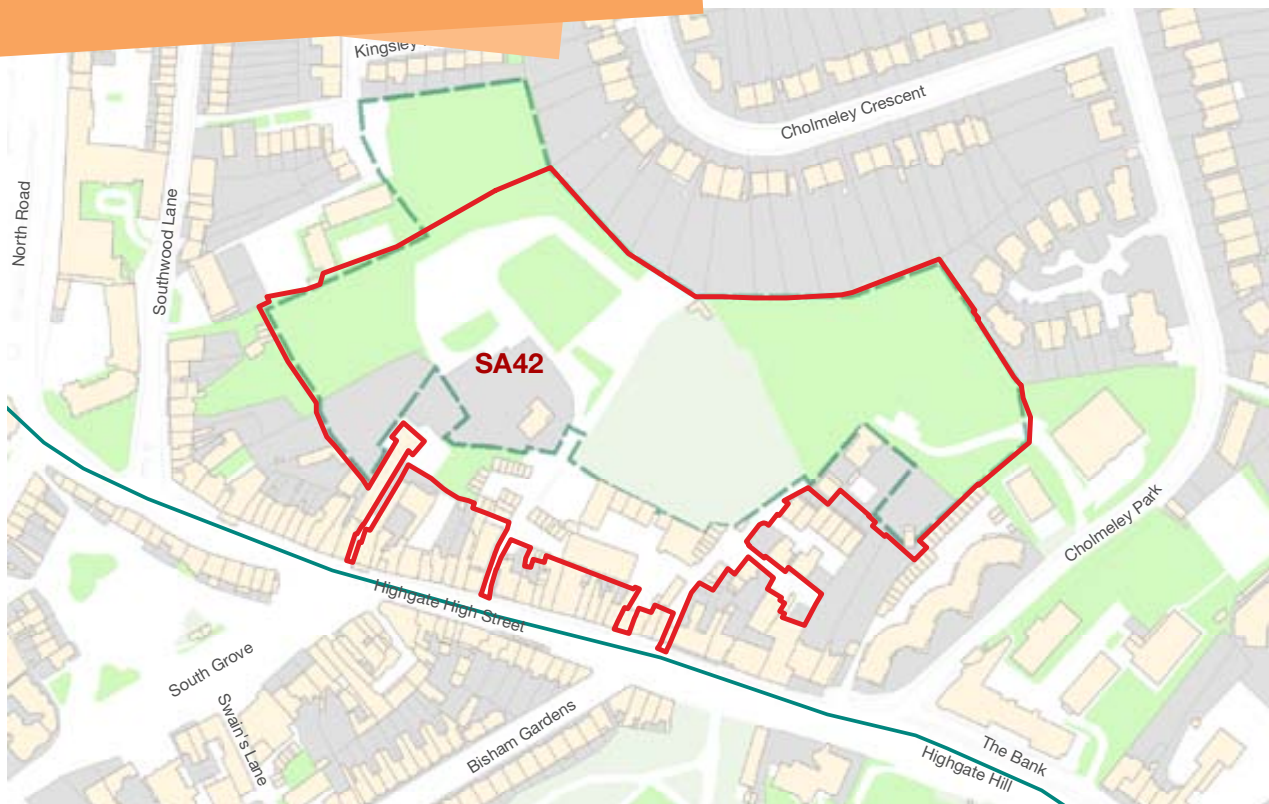 Kingsley
Cholmeley Crescent
North Road
Southwood Lane
SA42
Cholmeley Park
Highgate High Street
South Grove
Swain's Lane
Bisham Gardens
The Bank
Highgate Hill